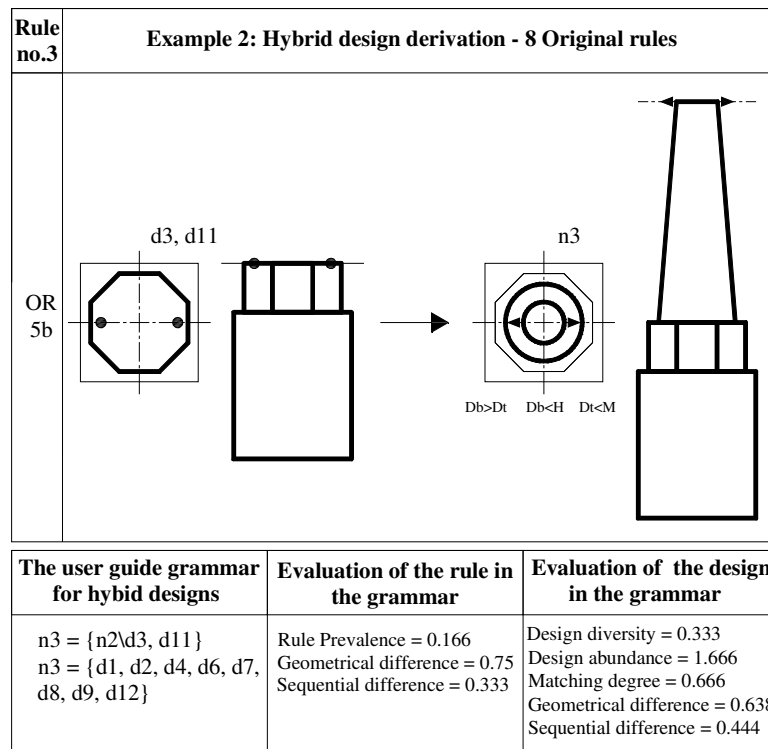 Rule no.3
Example 2: Hybrid design derivation - 8 Original rules
OR
5b
d3, d11
n3
Db>Dt Db<H Dt<M
The user guide grammar
for hybid designs
n3 = {n2\d3, d11}
n3 = {d1, d2, d4, d6, d7,
d8, d9, d12}
Evaluation of the rule in
the grammar
Rule Prevalence = 0.166
Geometrical difference = 0.75
Sequential difference = 0.333
Evaluation of the design
in the grammar
Design diversity = 0.333
Design abundance = 1.666
Matching degree = 0.666
Geometrical difference = 0.638
Sequential difference = 0.444